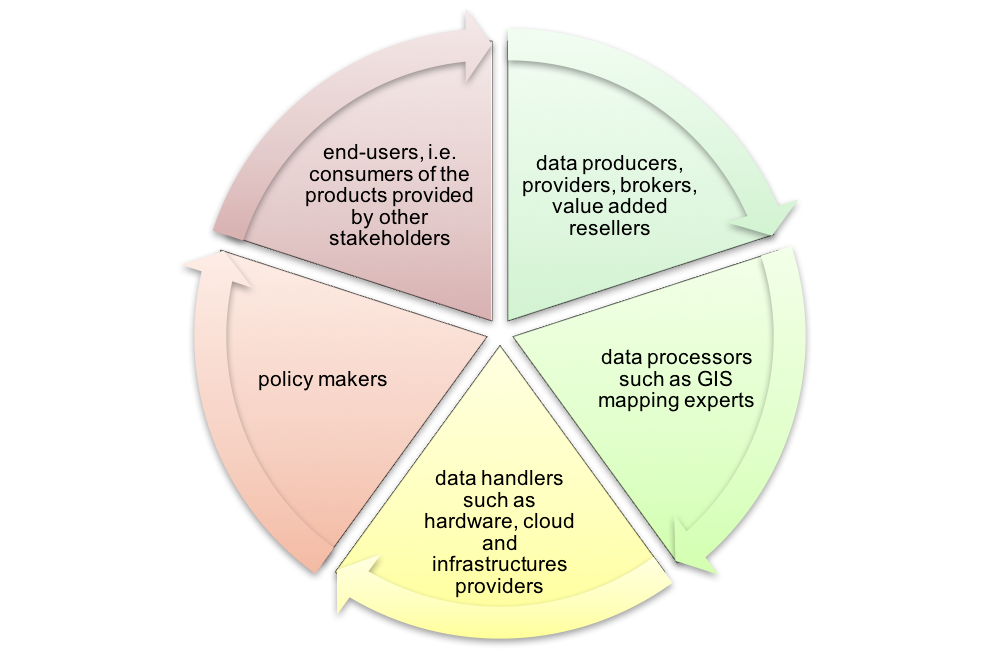 end-users, i.e.
consumers of the
products provided
by other
stakeholders
data producers,
providers, brokers,
value added
resellers
data processors
such as GIS
mapping experts
data handlers
such as
hardware, cloud
and
infrastructures
providers
policy makers